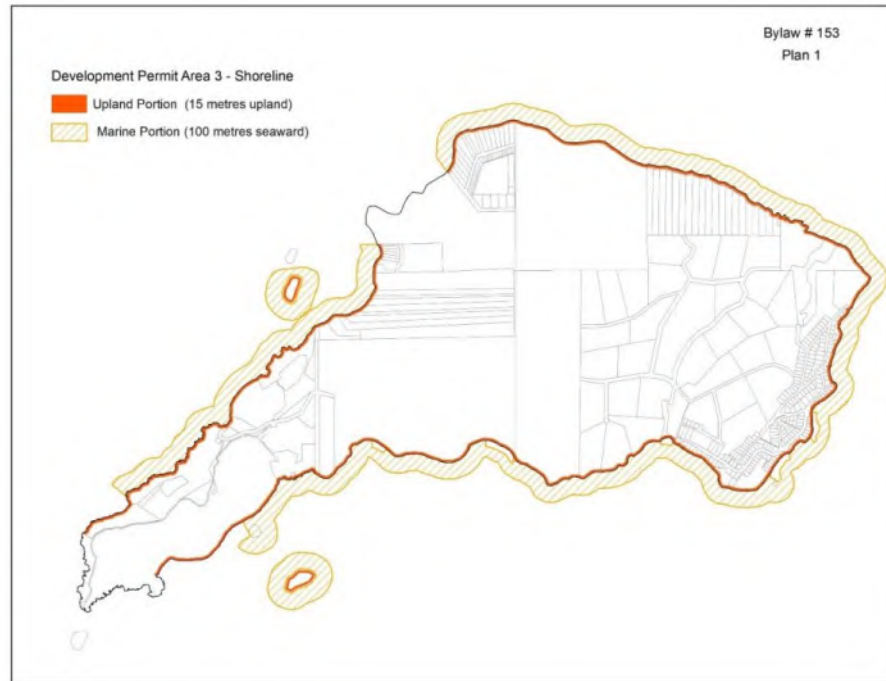 Bylaw # 153
Plan 1
Development Permit Area 3 - Shoreline
Upland Portion (15 metres upland)
Marine Portion (100 metres seaward)